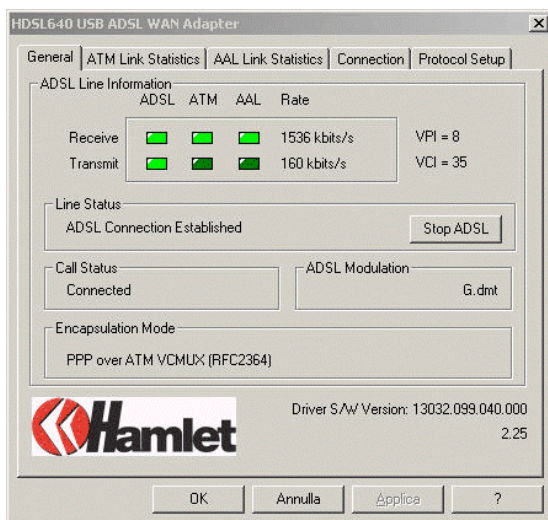 HDSL640 USB ADSL WAN Adapter
General ATM Link Statistics AAL Link Statistics Connection Protocol Setup
ADSL Line Information
ADSL ATM AAL Rate
Receive 1536 kbits/s VPI = 8
Transmit 160 kbits/s VCI = 35
Line Status
ADSL Connection Established Stop ADSL
Call Status ADSL Modulation
Connected G.dmt
Encapsulation Mode
PPP over ATM VCMUX (RFC2364)
Hamlet
Driver S/W Version: 13032.099.040.000
2.25
OK Annulla Applica ?